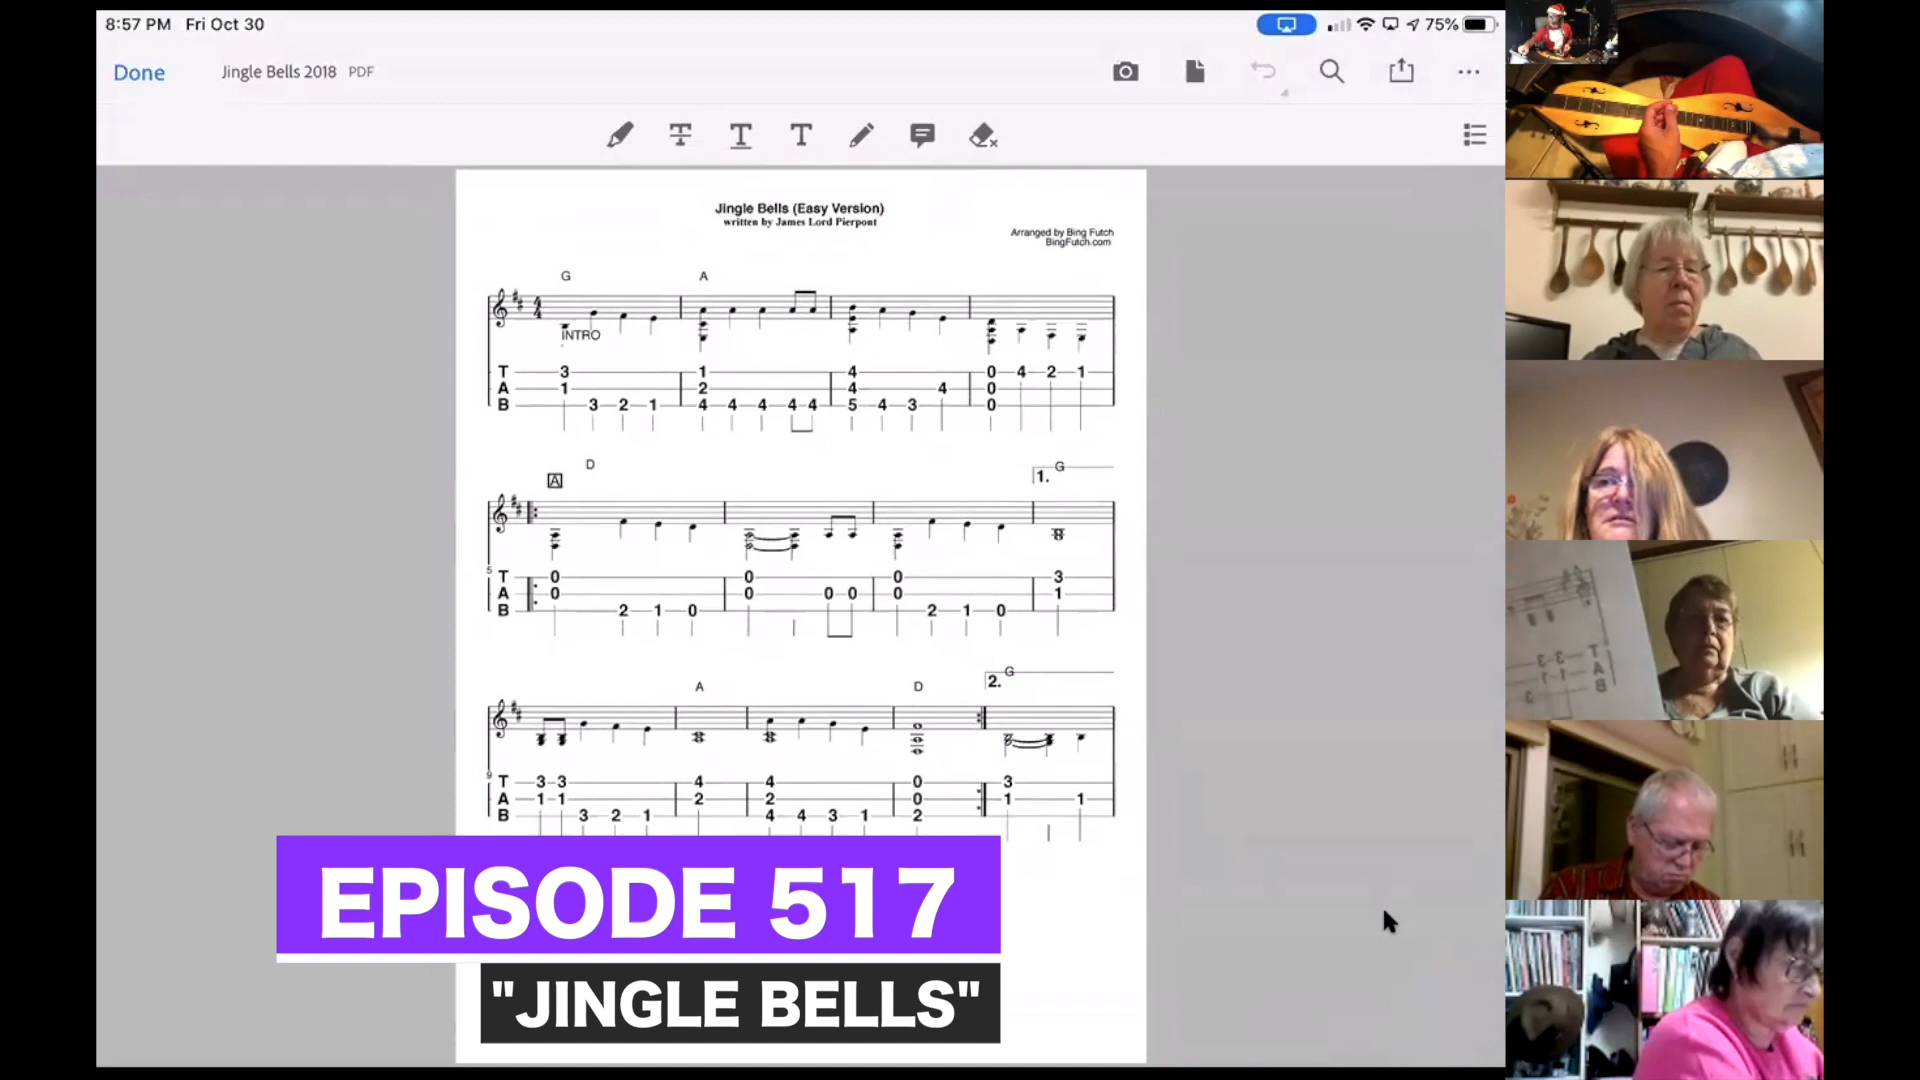 8:57 PM Fri Oct 30
75%
Done
Jingle Bells 2018 PDF
Jingle Bells (Easy Version)
written by James Lord Pierpont
Arranged by Bing Futch
BingFutch.com
G A
4
4
INTRO
T 3 1 4 0 4 2 1
A 1 2 4 4 0
B 3 2 1 4 4 4 4 4 5 4 3 0
A D 1. G
5
T 0 0 0 3
A 0 0 0 0 0 1
B 2 1 0 2 1 0
A D 2. G
9
T 3 3 4 4 0 3
A 1 1 2 2 0 1 1
B 3 2 1 4 4 3 1 2
EPISODE 517
"JINGLE BELLS"